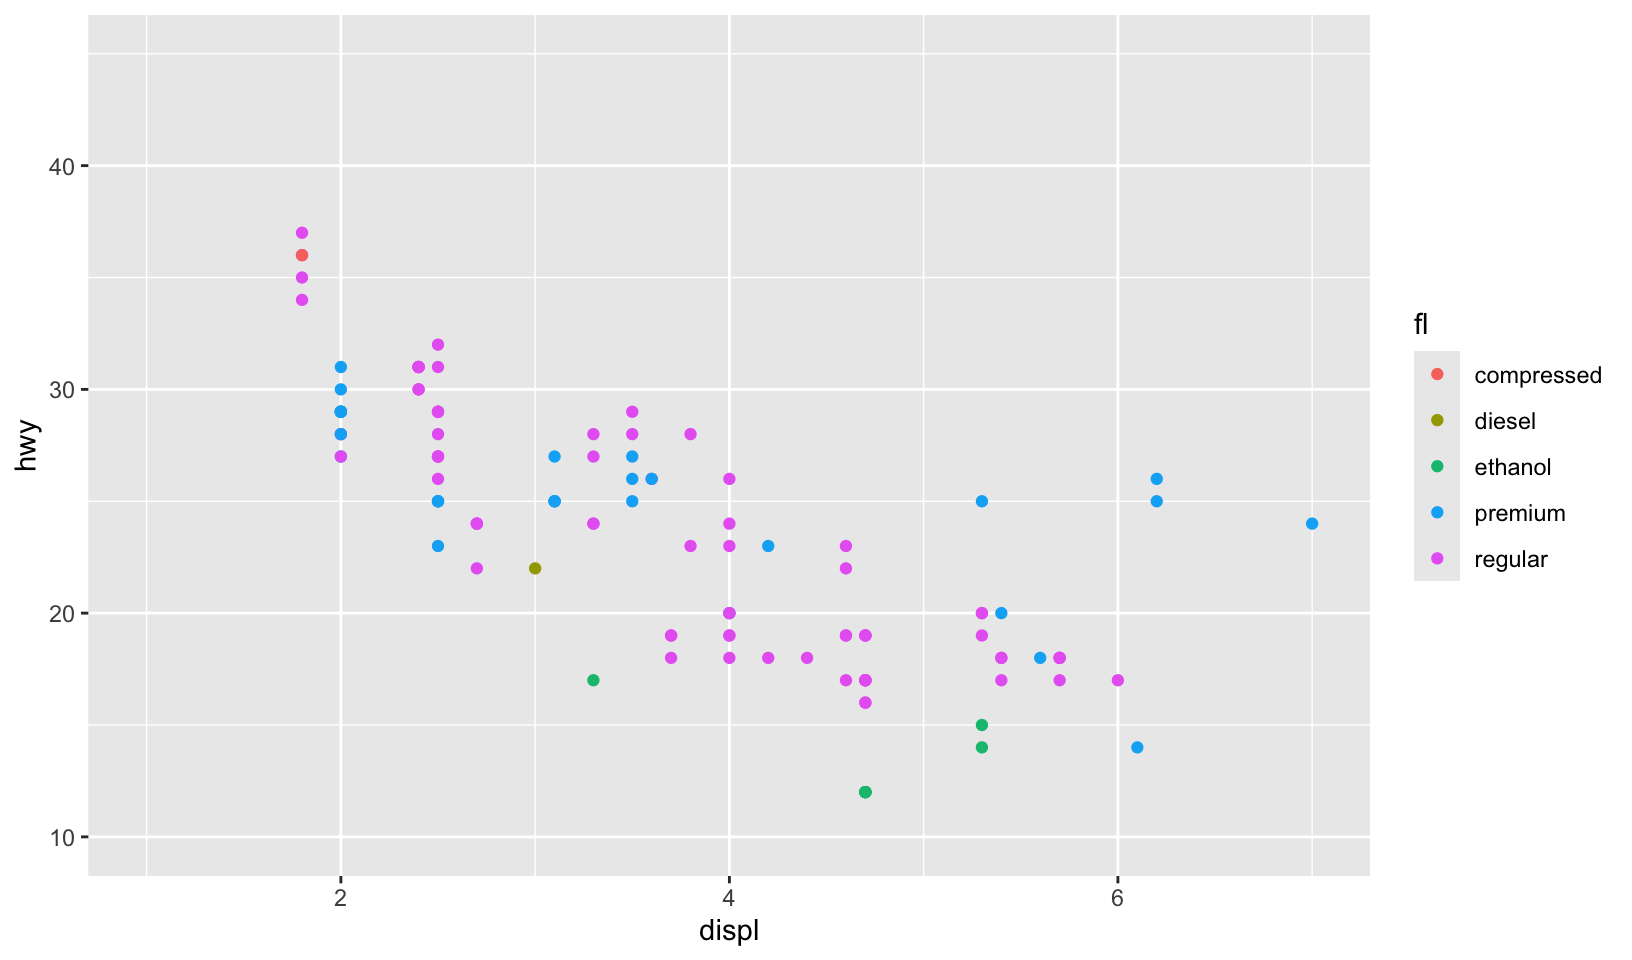 hwy
40
30
20
10
2 4 6
displ
fl
compressed
diesel
ethanol
premium
regular